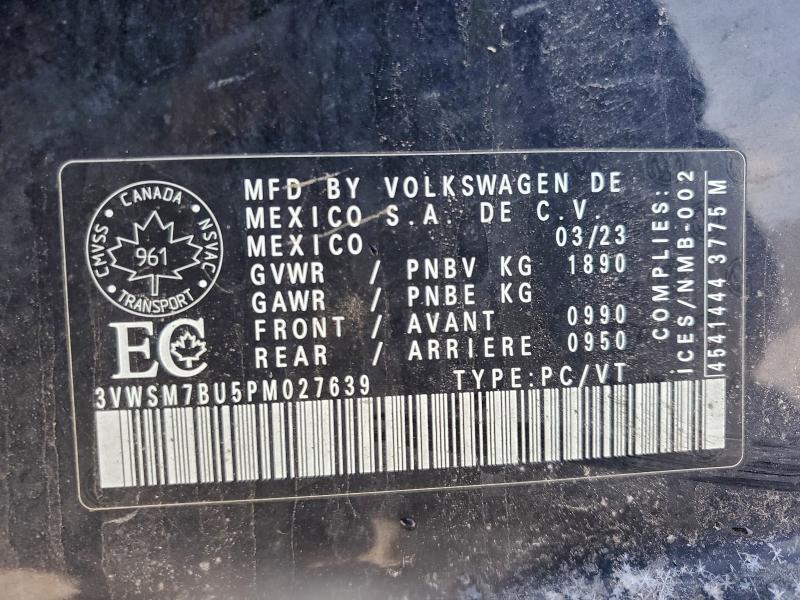 CMVSS · CANADA · NSVAC · TRANSPORT
961
EC
MFD BY VOLKSWAGEN DE
MEXICO S.A. DE C.V.
MEXICO 03/23
GVWR / PNBV KG 1890
GAWR / PNBE KG
FRONT / AVANT 0990
REAR / ARRIERE 0950
3VWSM7BU5PM027639 TYPE:PC/VT
COMPLIES:
ICES/NMB-002
4541444 3775 M